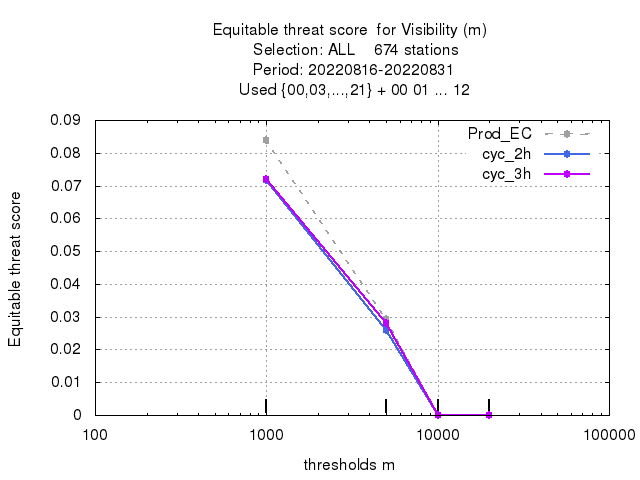 Equitable threat score  for Visibility (m)
Selection: ALL    674 stations
Period: 20220816-20220831
Used {00,03,...,21} + 00 01 ... 12
Prod_EC
cyc_2h
cyc_3h
Equitable threat score
0.09
0.08
0.07
0.06
0.05
0.04
0.03
0.02
0.01
0
100
1000
10000
100000
thresholds m